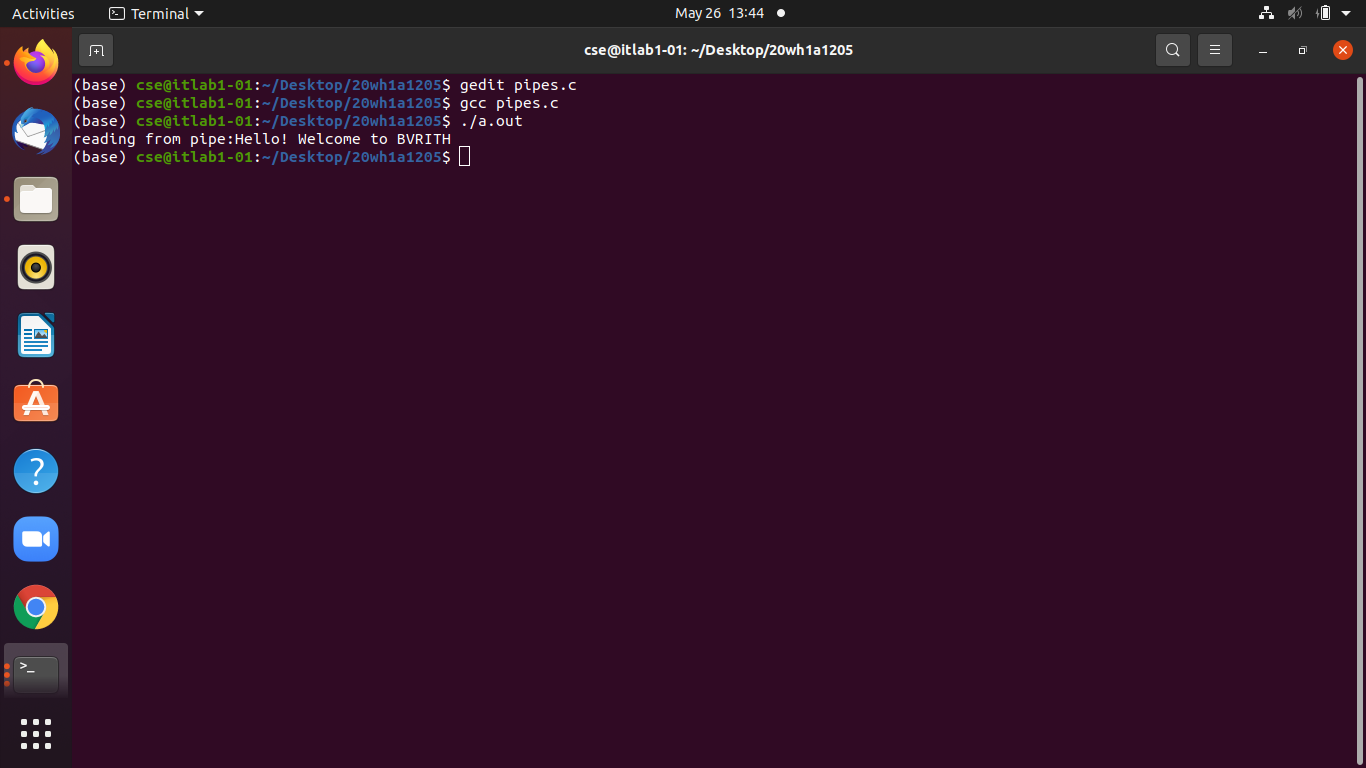 Activities Terminal May 26 13:44
cse@itlab1-01: ~/Desktop/20wh1a1205
(base) cse@itlab1-01:~/Desktop/20wh1a1205$ gedit pipes.c
(base) cse@itlab1-01:~/Desktop/20wh1a1205$ gcc pipes.c
(base) cse@itlab1-01:~/Desktop/20wh1a1205$ ./a.out
reading from pipe:Hello! Welcome to BVRITH
(base) cse@itlab1-01:~/Desktop/20wh1a1205$